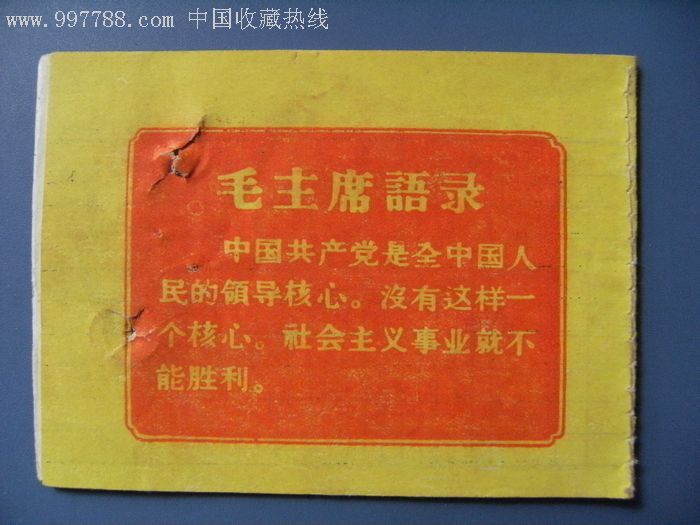 www.997788.com 中国收藏热线
毛主席語录
中国共产党是全中国人
民的領导核心。沒有这样一
个核心。社会主义事业就不
能胜利。